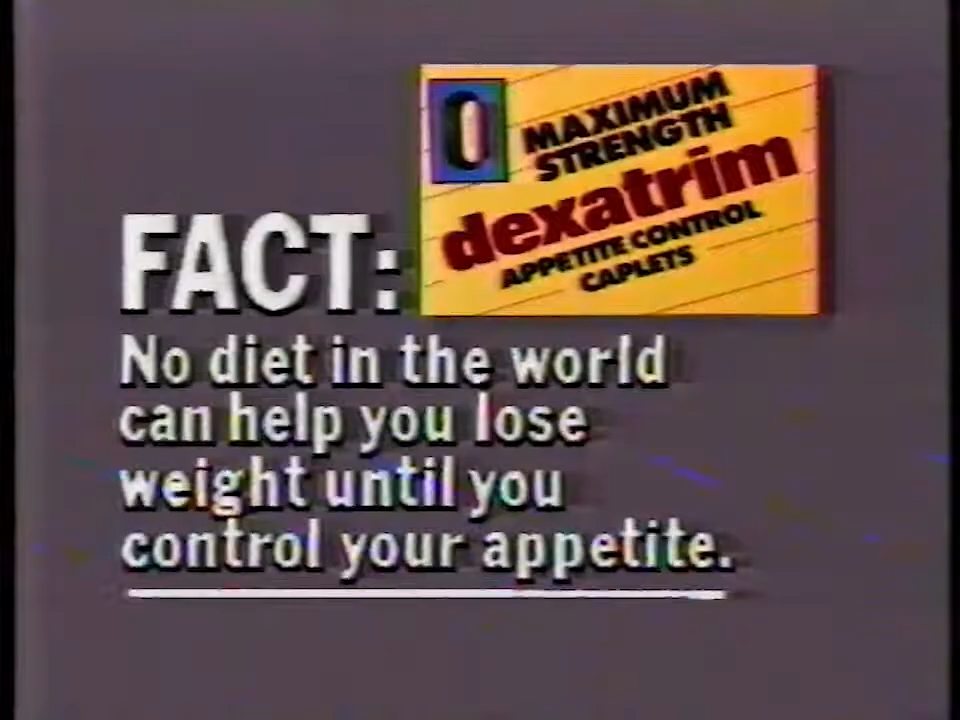 MAXIMUM
STRENGTH
dexatrim
APPETITE CONTROL
CAPLETS
FACT:
No diet in the world
can help you lose
weight until you
control your appetite.